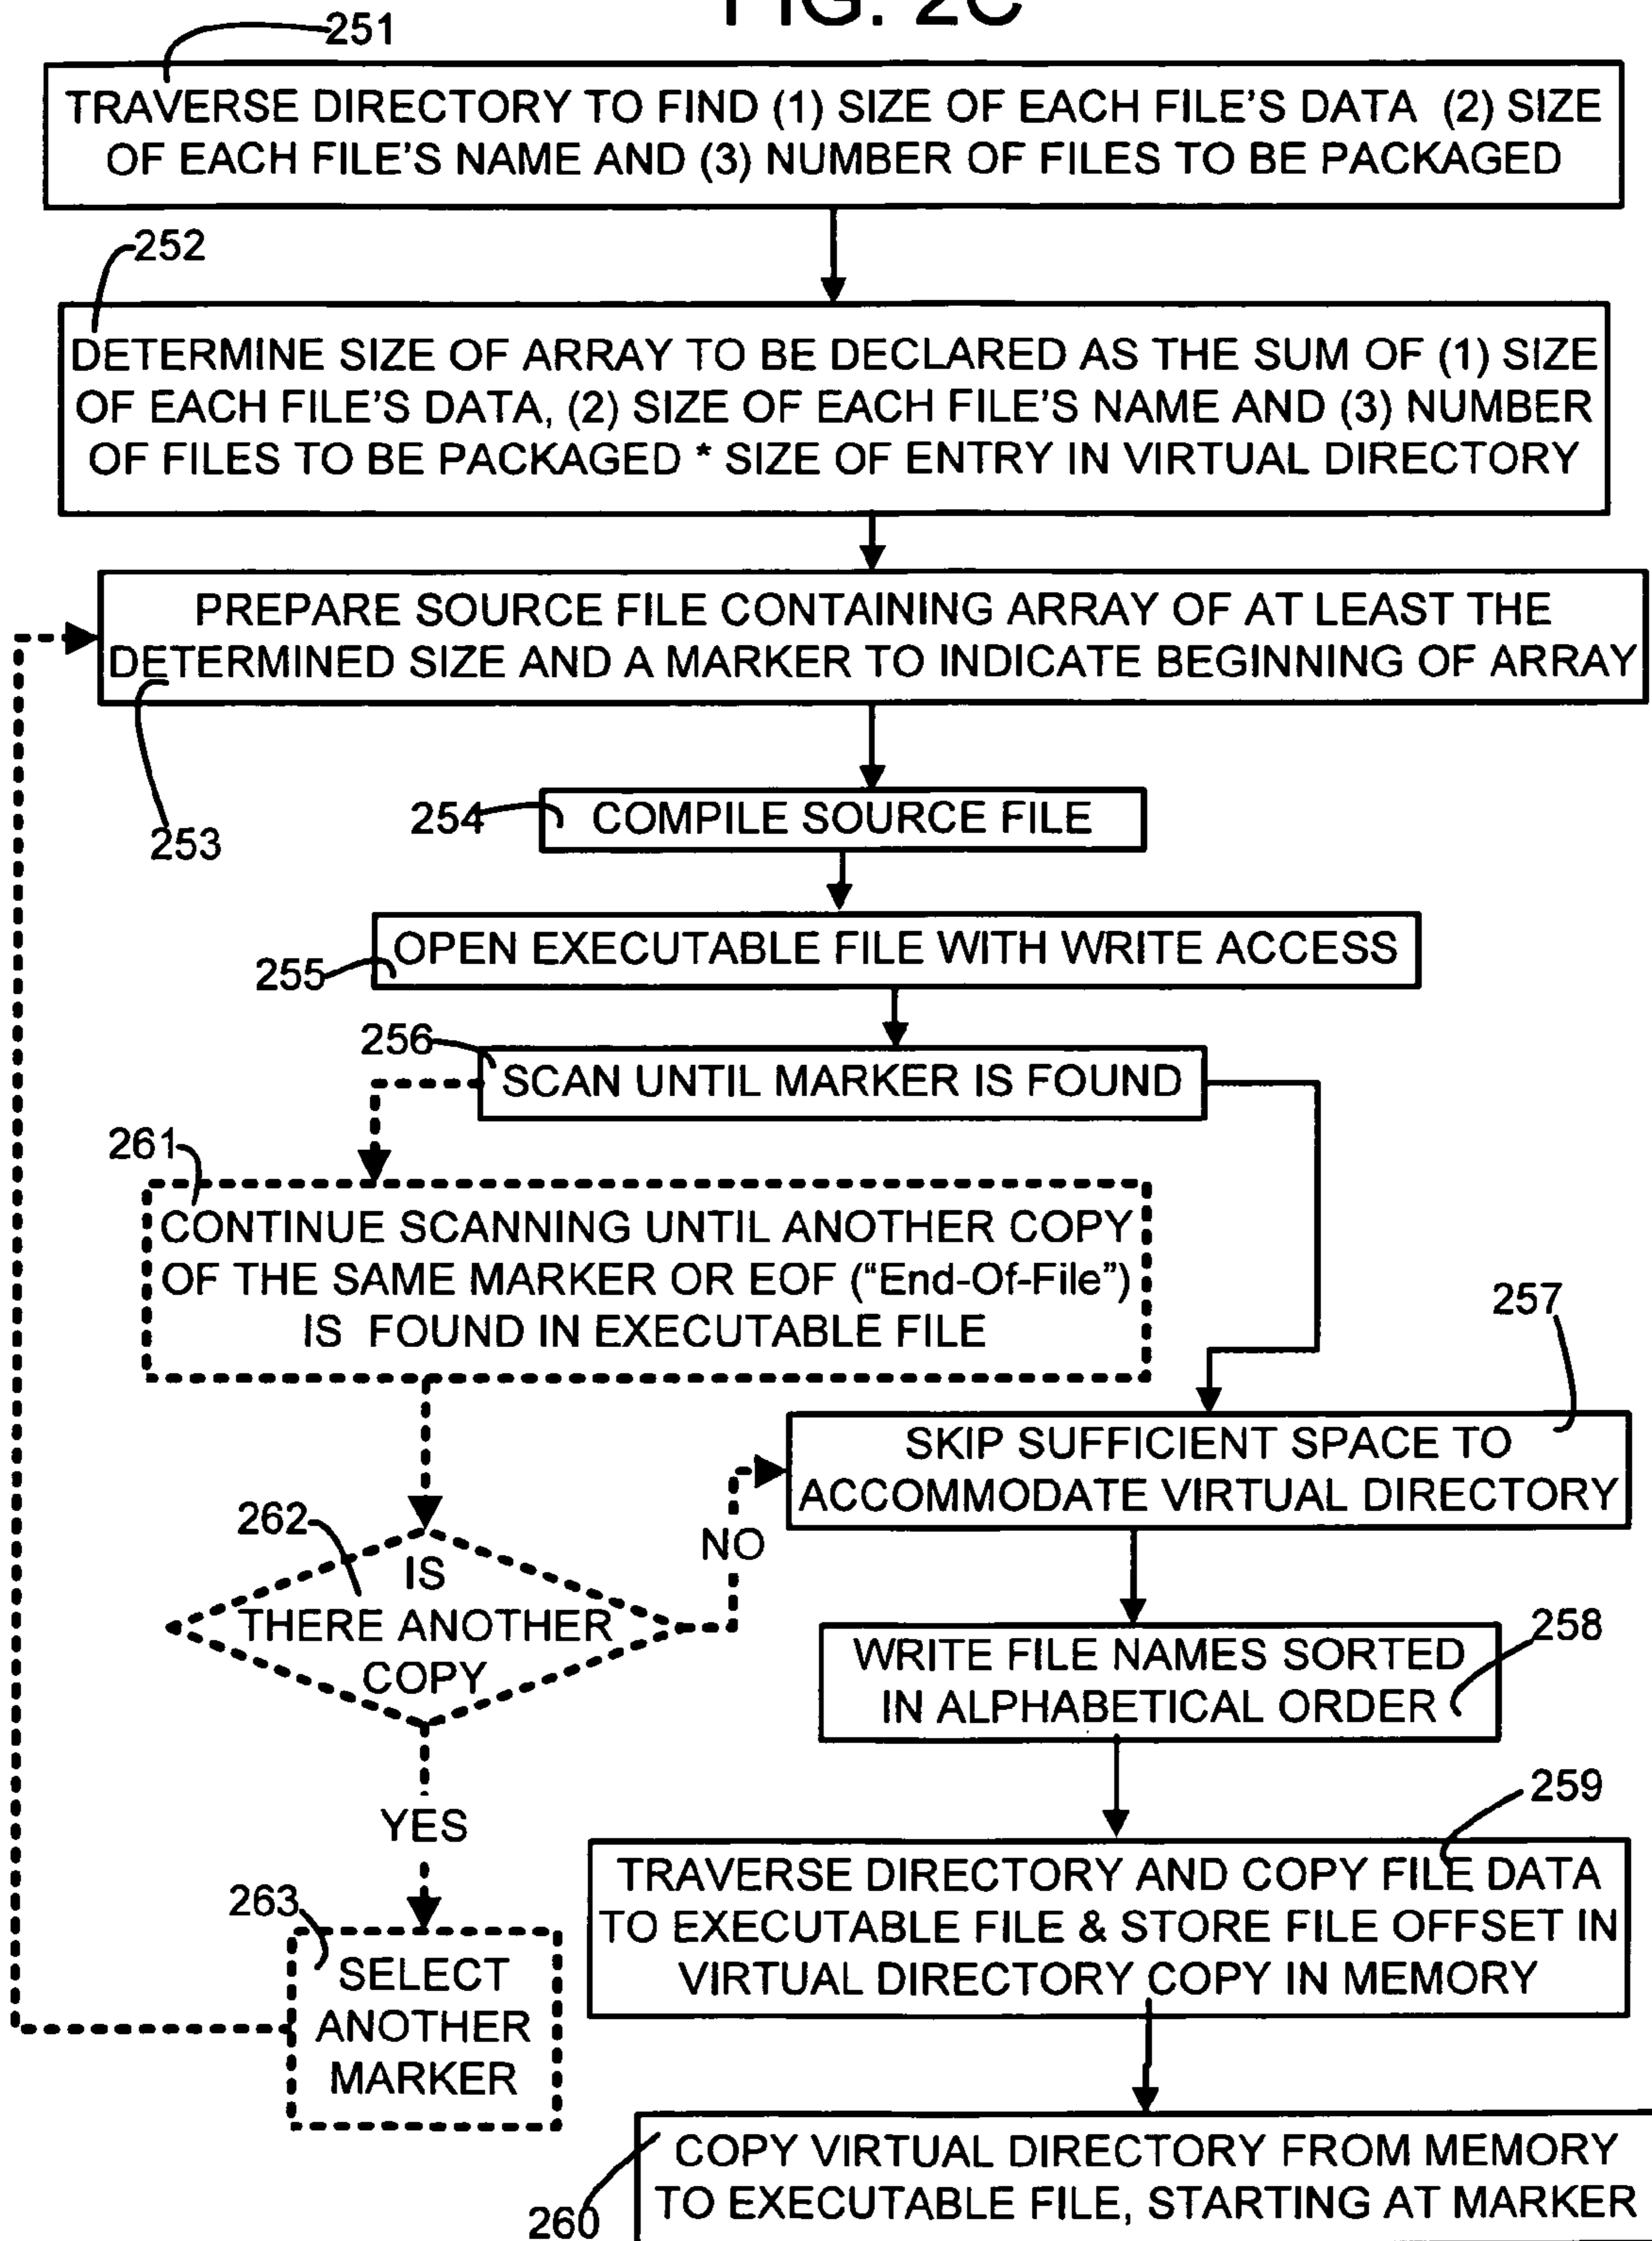 FIG. 2C
251
TRAVERSE DIRECTORY TO FIND (1) SIZE OF EACH FILE'S DATA (2) SIZE
OF EACH FILE'S NAME AND (3) NUMBER OF FILES TO BE PACKAGED
252
DETERMINE SIZE OF ARRAY TO BE DECLARED AS THE SUM OF (1) SIZE
OF EACH FILE'S DATA, (2) SIZE OF EACH FILE'S NAME AND (3) NUMBER
OF FILES TO BE PACKAGED * SIZE OF ENTRY IN VIRTUAL DIRECTORY
PREPARE SOURCE FILE CONTAINING ARRAY OF AT LEAST THE
DETERMINED SIZE AND A MARKER TO INDICATE BEGINNING OF ARRAY
253
254
COMPILE SOURCE FILE
255
OPEN EXECUTABLE FILE WITH WRITE ACCESS
256
SCAN UNTIL MARKER IS FOUND
261
CONTINUE SCANNING UNTIL ANOTHER COPY
OF THE SAME MARKER OR EOF ("End-Of-File")
IS FOUND IN EXECUTABLE FILE
257
SKIP SUFFICIENT SPACE TO
ACCOMMODATE VIRTUAL DIRECTORY
262
IS
THERE ANOTHER
COPY
NO
258
WRITE FILE NAMES SORTED
IN ALPHABETICAL ORDER
YES
259
TRAVERSE DIRECTORY AND COPY FILE DATA
TO EXECUTABLE FILE & STORE FILE OFFSET IN
VIRTUAL DIRECTORY COPY IN MEMORY
263
SELECT
ANOTHER
MARKER
260
COPY VIRTUAL DIRECTORY FROM MEMORY
TO EXECUTABLE FILE, STARTING AT MARKER